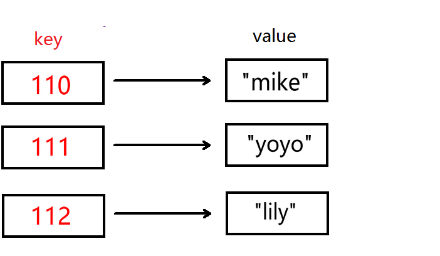 key value
110 "mike"
111 "yoyo"
112 "lily"